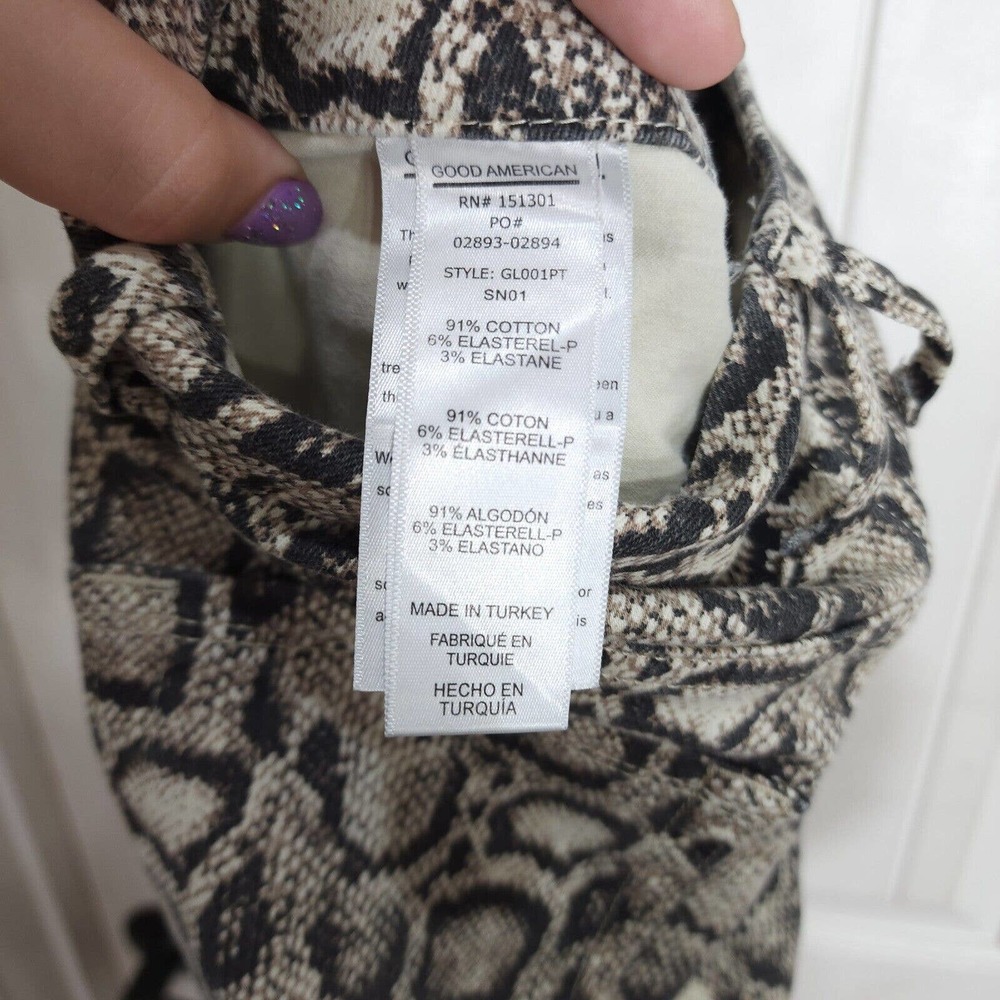 GOOD AMERICAN
RN# 151301
PO#
02893-02894
STYLE: GL001PT
SN01
91% COTTON
6% ELASTEREL-P
3% ELASTANE
91% COTON
6% ELASTERELL-P
3% ÉLASTHANNE
91% ALGODÓN
6% ELASTERELL-P
3% ELASTANO
MADE IN TURKEY
FABRIQUÉ EN
TURQUIE
HECHO EN
TURQUÍA